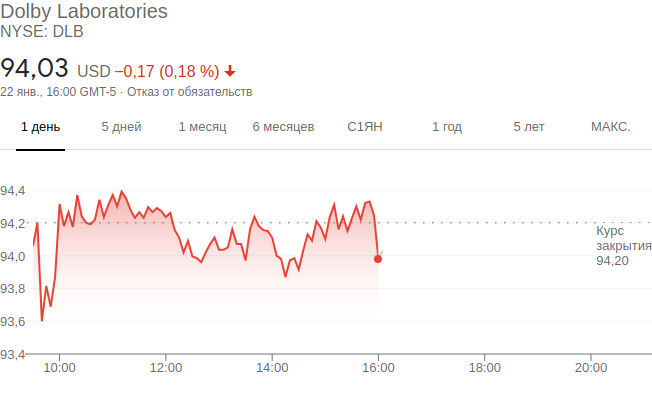 Dolby Laboratories
NYSE: DLB
94,03 USD −0,17 (0,18 %)
22 янв., 16:00 GMT-5 · Отказ от обязательств
1 день 5 дней 1 месяц 6 месяцев С1ЯН 1 год 5 лет МАКС.
94,4
94,2
94,0
93,8
93,6
93,4
Курс
закрытия
94,20
10:00 12:00 14:00 16:00 18:00 20:00